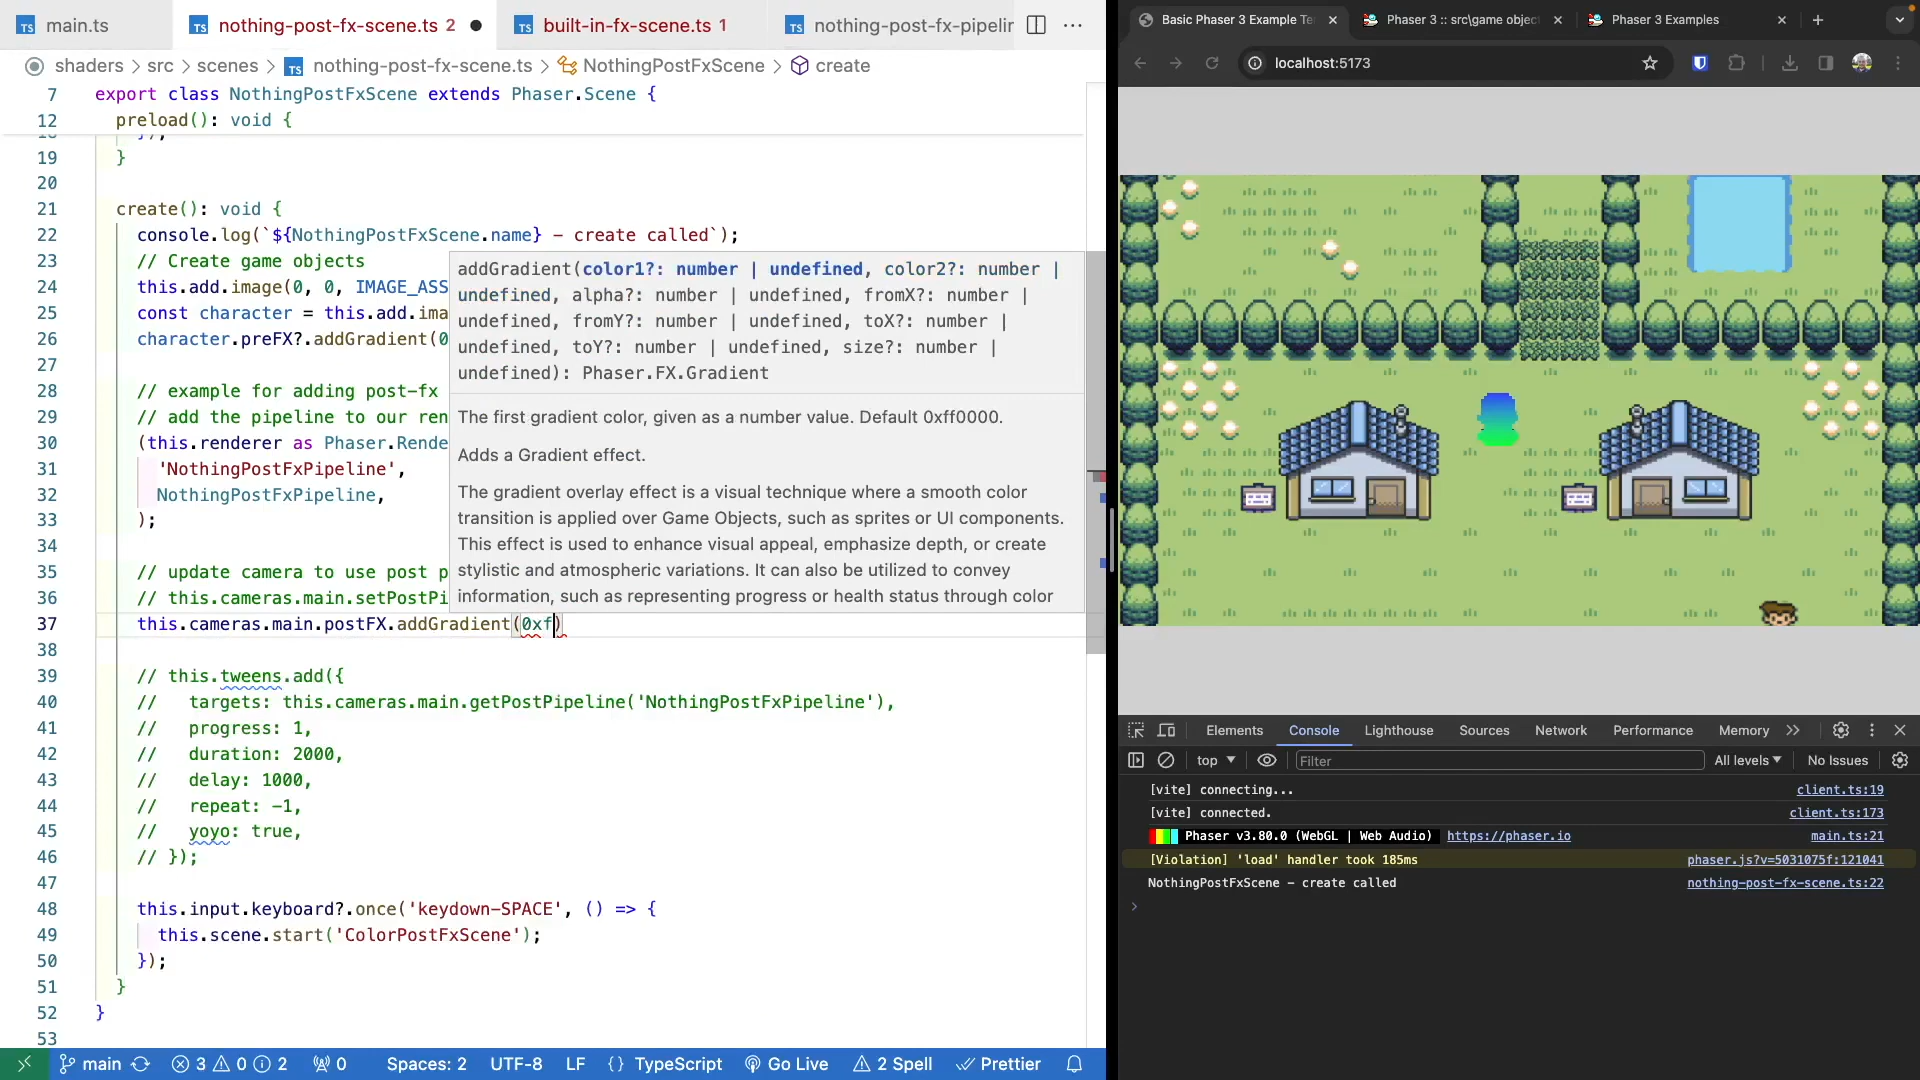 main.ts
nothing-post-fx-scene.ts 2
built-in-fx-scene.ts 1
nothing-post-fx-pipelin
shaders > src > scenes > nothing-post-fx-scene.ts > NothingPostFxScene > create
7 export class NothingPostFxScene extends Phaser.Scene {
12 preload(): void {
19 }
20
21 create(): void {
22 console.log(`${NothingPostFxScene.name} - create called`);
23 // Create game objects
24 this.add.image(0, 0, IMAGE_ASS
25 const character = this.add.ima
26 character.preFX?.addGradient(0
27
28 // example for adding post-fx
29 // add the pipeline to our ren
30 (this.renderer as Phaser.Rende
31 'NothingPostFxPipeline',
32 NothingPostFxPipeline,
33 );
34
35 // update camera to use post p
36 // this.cameras.main.setPostPi
37 this.cameras.main.postFX.addGradient(0xf)
38
39 // this.tweens.add({
40 // targets: this.cameras.main.getPostPipeline('NothingPostFxPipeline'),
41 // progress: 1,
42 // duration: 2000,
43 // delay: 1000,
44 // repeat: -1,
45 // yoyo: true,
46 // });
47
48 this.input.keyboard?.once('keydown-SPACE', () => {
49 this.scene.start('ColorPostFxScene');
50 });
51 }
52 }
53
addGradient(color1?: number | undefined, color2?: number |
undefined, alpha?: number | undefined, fromX?: number |
undefined, fromY?: number | undefined, toX?: number |
undefined, toY?: number | undefined, size?: number |
undefined): Phaser.FX.Gradient
The first gradient color, given as a number value. Default 0xff0000.
Adds a Gradient effect.
The gradient overlay effect is a visual technique where a smooth color
transition is applied over Game Objects, such as sprites or UI components.
This effect is used to enhance visual appeal, emphasize depth, or create
stylistic and atmospheric variations. It can also be utilized to convey
information, such as representing progress or health status through color
main 3 0 2 0 Spaces: 2 UTF-8 LF {} TypeScript Go Live 2 Spell Prettier
Basic Phaser 3 Example Te
Phaser 3 :: src\game objec
Phaser 3 Examples
localhost:5173
Elements Console Lighthouse Sources Network Performance Memory
top Filter All levels No Issues
[vite] connecting... client.ts:19
[vite] connected. client.ts:173
Phaser v3.80.0 (WebGL | Web Audio) https://phaser.io main.ts:21
[Violation] 'load' handler took 185ms phaser.js?v=5031075f:121041
NothingPostFxScene - create called nothing-post-fx-scene.ts:22